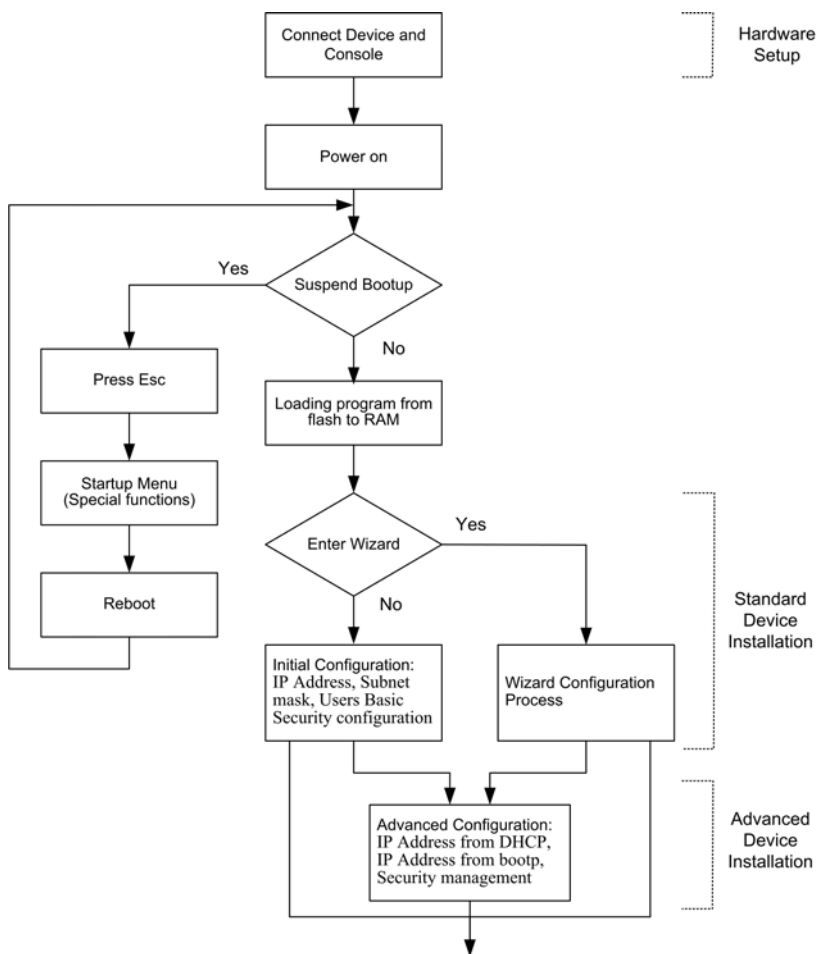 Connect Device and
Console
Hardware
Setup
Power on
Yes
Suspend Bootup
No
Press Esc
Loading program from
flash to RAM
Startup Menu
(Special functions)
Yes
Enter Wizard
Reboot
No
Standard
Device
Installation
Initial Configuration:
IP Address, Subnet
mask, Users Basic
Security configuration
Wizard Configuration
Process
Advanced Configuration:
IP Address from DHCP,
IP Address from bootp,
Security management
Advanced
Device
Installation